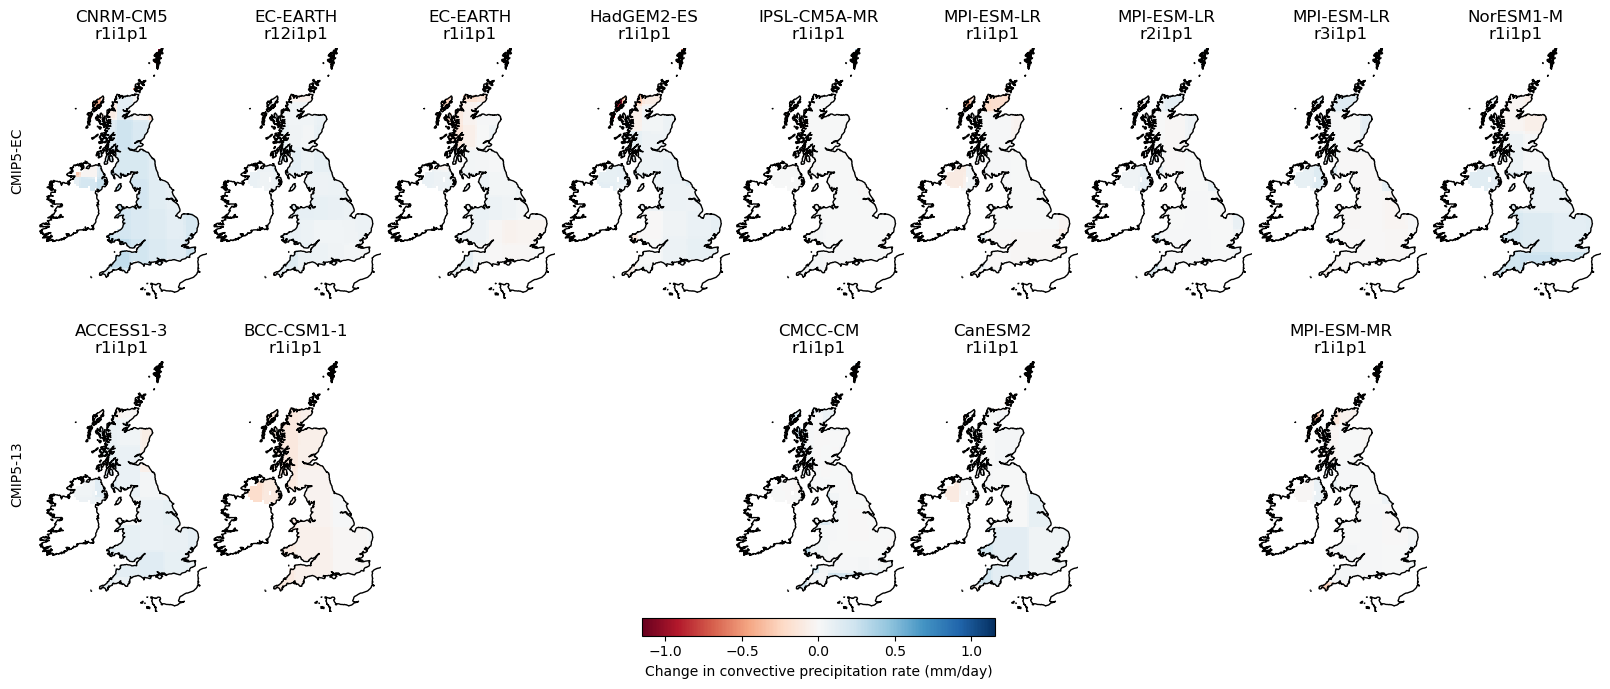 CNRM-CM5
r1i1p1
EC-EARTH
r12i1p1
EC-EARTH
r1i1p1
HadGEM2-ES
r1i1p1
IPSL-CM5A-MR
r1i1p1
MPI-ESM-LR
r1i1p1
MPI-ESM-LR
r2i1p1
MPI-ESM-LR
r3i1p1
NorESM1-M
r1i1p1
CMIP5-EC
ACCESS1-3
r1i1p1
BCC-CSM1-1
r1i1p1
CMCC-CM
r1i1p1
CanESM2
r1i1p1
MPI-ESM-MR
r1i1p1
CMIP5-13
−1.0 −0.5 0.0 0.5 1.0
Change in convective precipitation rate (mm/day)